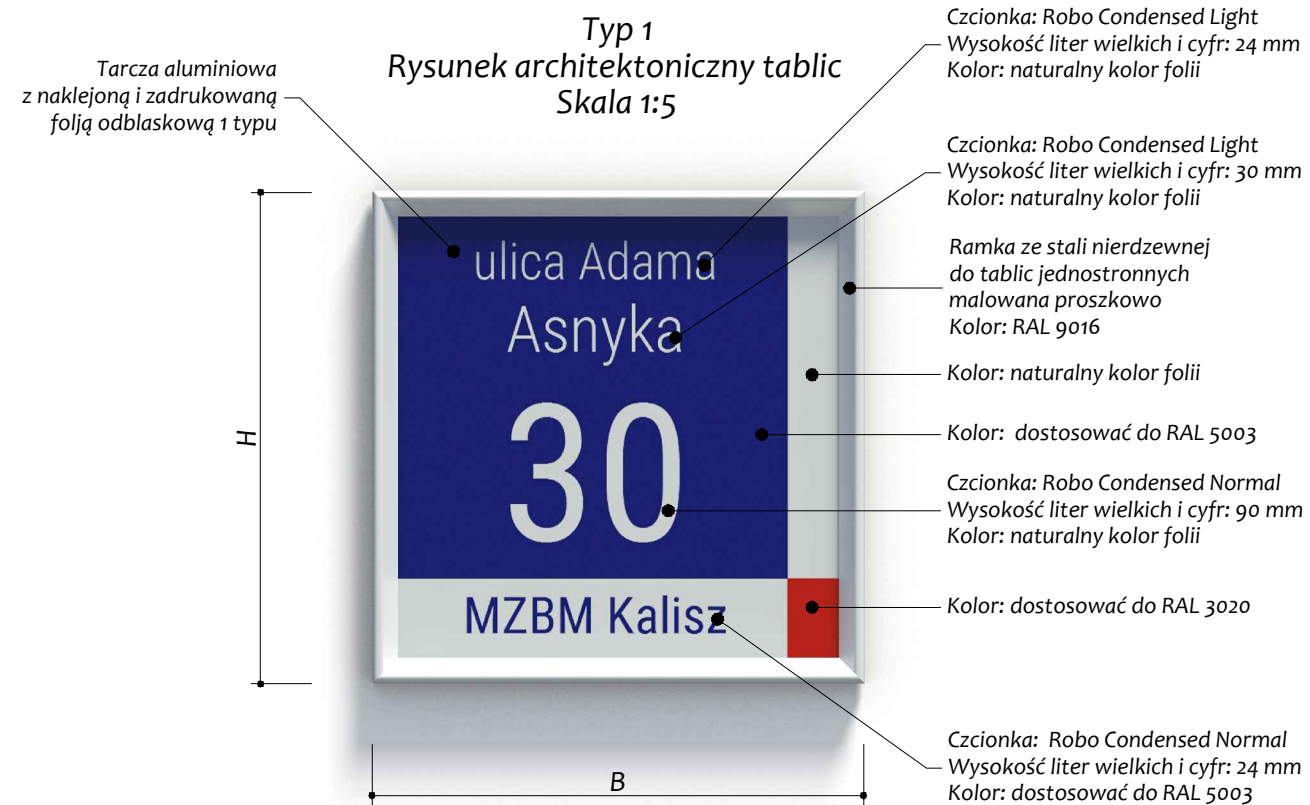 Typ 1
Rysunek architektoniczny tablic
Skala 1:5
Tarcza aluminiowa
z naklejoną i zadrukowaną
folją odblaskową 1 typu
Czcionka: Robo Condensed Light
Wysokość liter wielkich i cyfr: 24 mm
Kolor: naturalny kolor folii
Czcionka: Robo Condensed Light
Wysokość liter wielkich i cyfr: 30 mm
Kolor: naturalny kolor folii
Ramka ze stali nierdzewnej
do tablic jednostronnych
malowana proszkowo
Kolor: RAL 9016
Kolor: naturalny kolor folii
Kolor: dostosować do RAL 5003
Czcionka: Robo Condensed Normal
Wysokość liter wielkich i cyfr: 90 mm
Kolor: naturalny kolor folii
Kolor: dostosować do RAL 3020
Czcionka: Robo Condensed Normal
Wysokość liter wielkich i cyfr: 24 mm
Kolor: dostosować do RAL 5003
ulica Adama
Asnyka
30
MZBM Kalisz
H
B